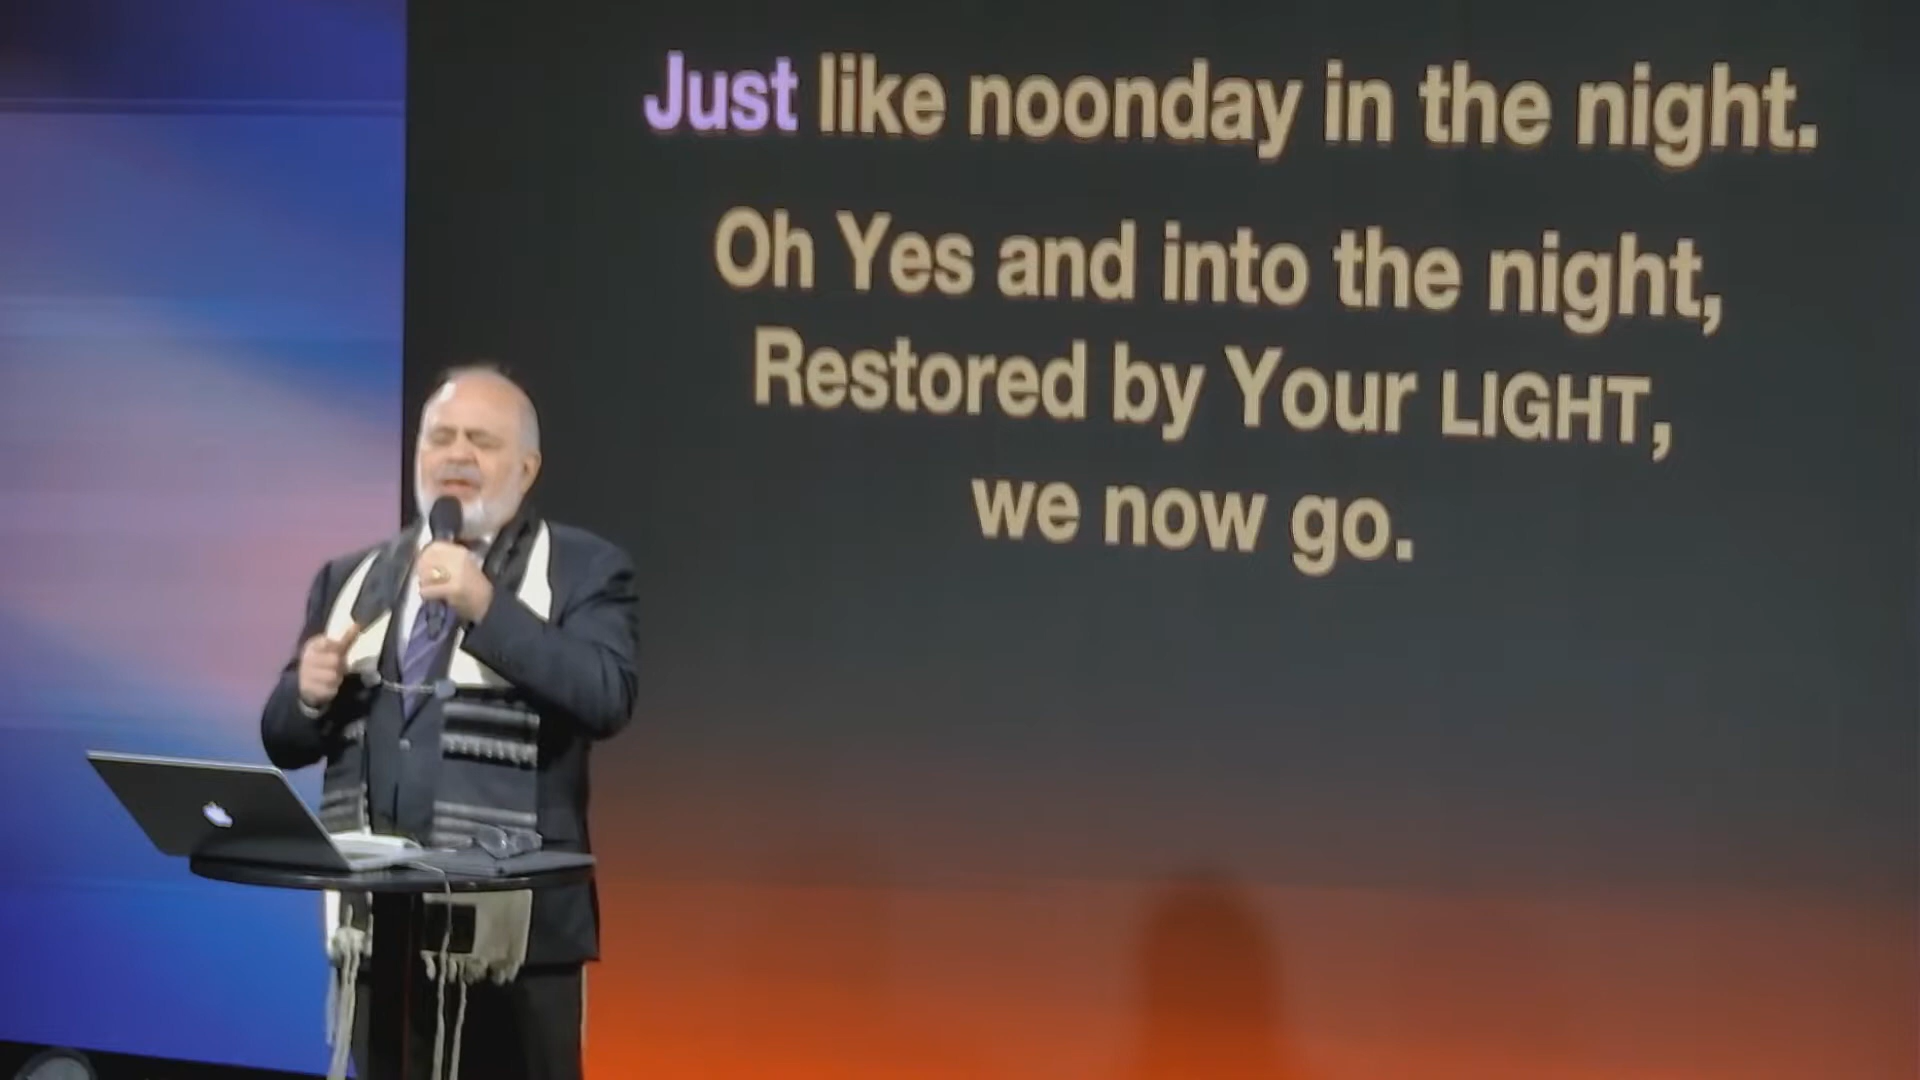 Just like noonday in the night.
Oh Yes and into the night,
Restored by Your LIGHT,
we now go.